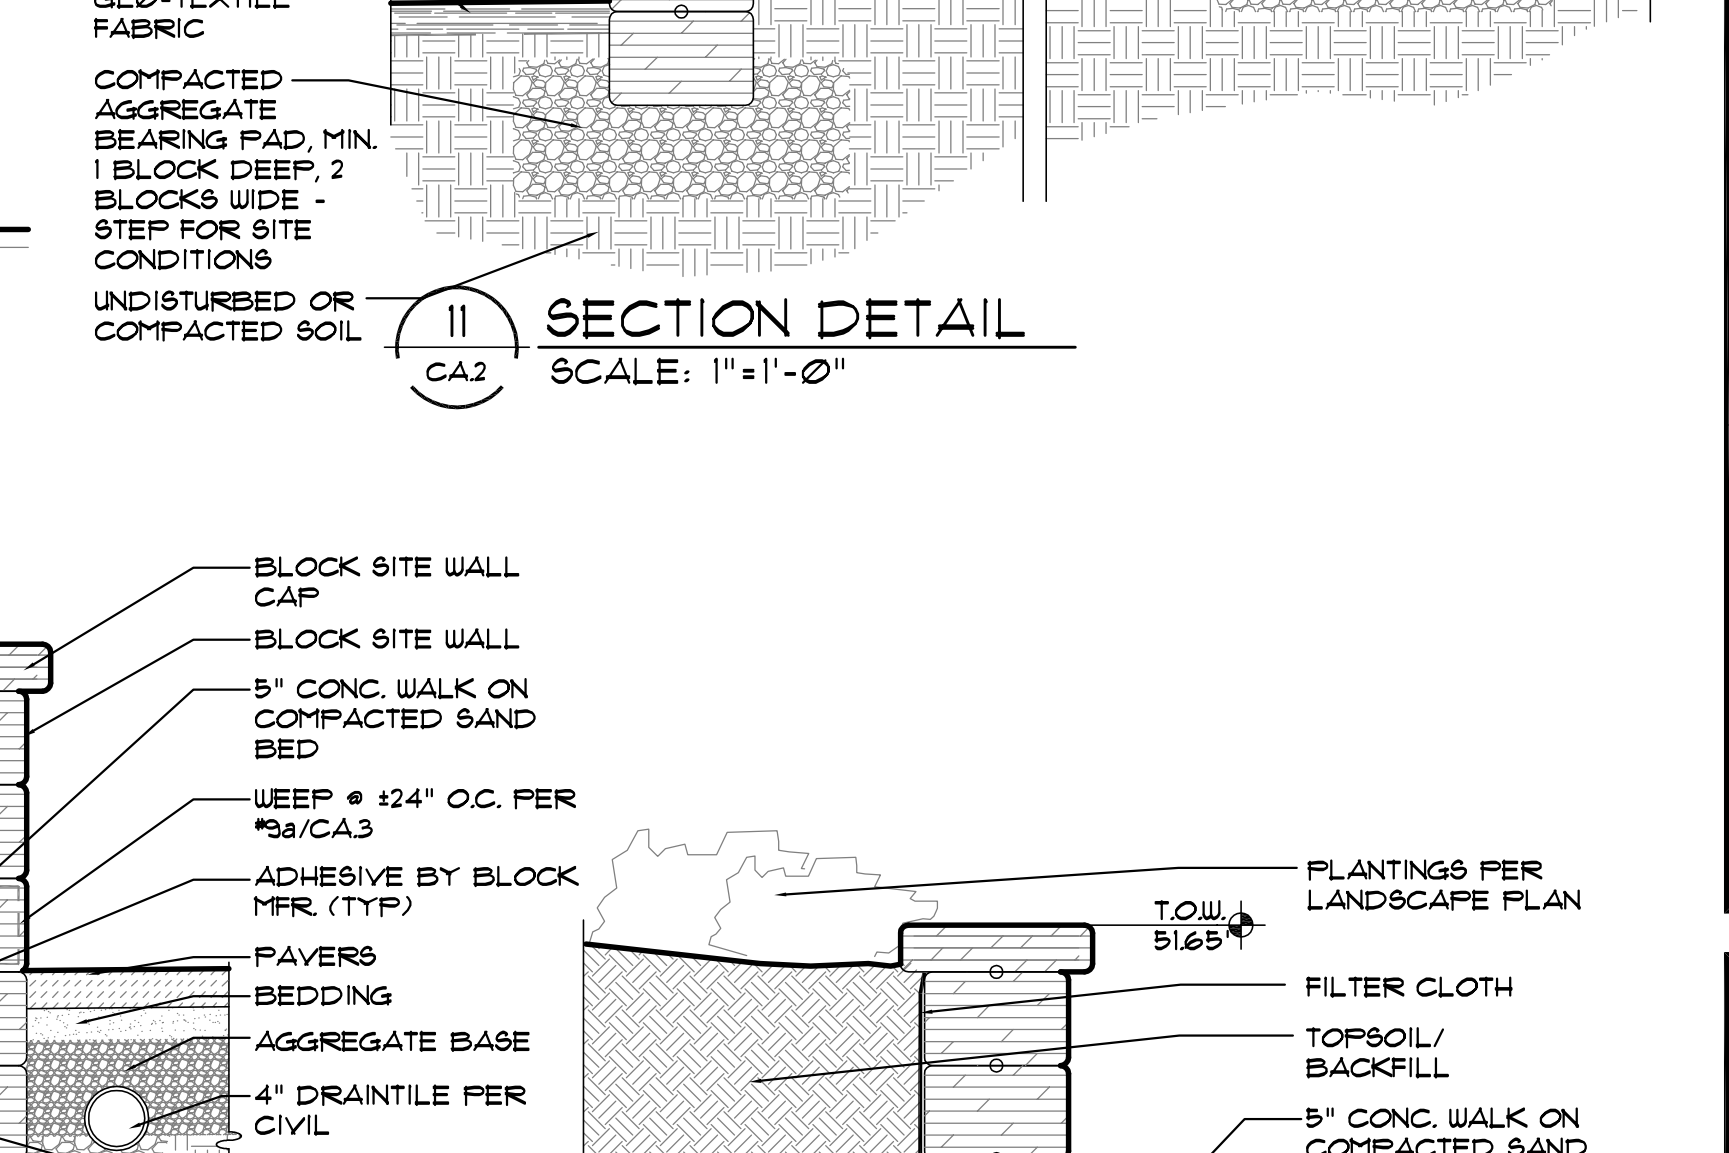 GEO-TEXTILE
FABRIC
COMPACTED
AGGREGATE
BEARING PAD, MIN.
1 BLOCK DEEP, 2
BLOCKS WIDE -
STEP FOR SITE
CONDITIONS
UNDISTURBED OR
COMPACTED SOIL
11
CA.2
SECTION DETAIL
SCALE: 1"=1'-0"
BLOCK SITE WALL
CAP
BLOCK SITE WALL
5" CONC. WALK ON
COMPACTED SAND
BED
WEEP @ ±24" O.C. PER
#9a/CA.3
ADHESIVE BY BLOCK
MFR. (TYP)
PAVERS
BEDDING
AGGREGATE BASE
4" DRAINTILE PER
CIVIL
PLANTINGS PER
LANDSCAPE PLAN
T.O.W.
51.65'
FILTER CLOTH
TOPSOIL/
BACKFILL
5" CONC. WALK ON
COMPACTED SAND